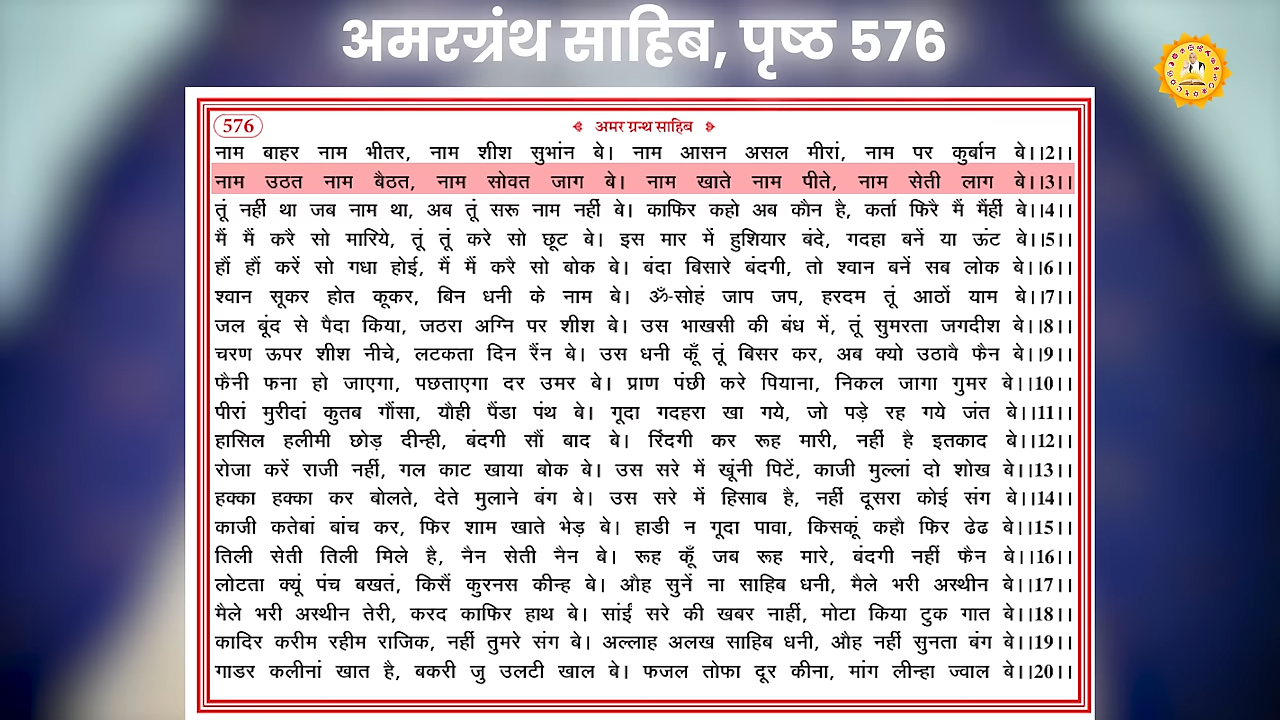 अमरग्रंथ साहिब, पृष्ठ 576
576
अमर ग्रन्थ साहिब
नाम बाहर नाम भीतर, नाम शीश सुभांन बे। नाम आसन असल मीरां, नाम पर कुर्बान बे।।2।।
नाम उठत नाम बैठत, नाम सोवत जाग बे। नाम खाते नाम पीते, नाम सेती लाग बे।।3।।
तूं नहीं था जब नाम था, अब तूं सरू नाम नहीं बे। काफिर कहो अब कौन है, कर्ता फिरै मैं मैंहीं बे।।4।।
मैं मैं करै सो मारिये, तूं तूं करे सो छूट बे। इस मार में हुशियार बंदे, गदहा बनें या ऊंट बे।।5।।
हौं हौं करें सो गधा होई, मैं मैं करै सो बोक बे। बंदा बिसारे बंदगी, तो श्वान बनें सब लोक बे।।6।।
श्वान सूकर होत कूकर, बिन धनी के नाम बे। ॐ-सोहं जाप जप, हरदम तूं आठों याम बे।।7।।
जल बूंद से पैदा किया, जठरा अग्नि पर शीश बे। उस भाखसी की बंध में, तूं सुमरता जगदीश बे।।8।।
चरण ऊपर शीश नीचे, लटकता दिन रैंन बे। उस धनी कूँ तूं बिसर कर, अब क्यो उठावै फैन बे।।9।।
फैनी फना हो जाएगा, पछताएगा दर उमर बे। प्राण पंछी करे पियाना, निकल जागा गुमर बे।।10।।
पीरां मुरीदां कुतब गौंसा, यौही पैंडा पंथ बे। गूदा गदहरा खा गये, जो पड़े रह गये जंत बे।।11।।
हासिल हलीमी छोड़ दीन्ही, बंदगी सौं बाद बे। रिंदगी कर रूह मारी, नहीं है इतकाद बे।।12।।
रोजा करें राजी नहीं, गल काट खाया बोक बे। उस सरे में खूंनी पिटें, काजी मुल्लां दो शोख बे।।13।।
हक्का हक्का कर बोलते, देते मुलाने बंग बे। उस सरे में हिसाब है, नहीं दूसरा कोई संग बे।।14।।
काजी कतेबां बांच कर, फिर शाम खाते भेड़ बे। हाडी न गूदा पावा, किसकूं कहौ फिर ढेढ बे।।15।।
तिली सेती तिली मिले है, नैन सेती नैन बे। रूह कूँ जब रूह मारे, बंदगी नहीं फैन बे।।16।।
लोटता क्यूं पंच बखतं, किसैं कुरनस कीन्ह बे। औह सुनें ना साहिब धनी, मैले भरी अस्थीन बे।।17।।
मैले भरी अस्थीन तेरी, करद काफिर हाथ बे। सांईं सरे की खबर नाहीं, मोटा किया टुक गात बे।।18।।
कादिर करीम रहीम राजिक, नहीं तुमरे संग बे। अल्लाह अलख साहिब धनी, औह नहीं सुनता बंग बे।।19।।
गाडर कलीनां खात है, बकरी जु उलटी खाल बे। फजल तोफा दूर कीना, मांग लीन्हा ज्वाल बे।।20।।